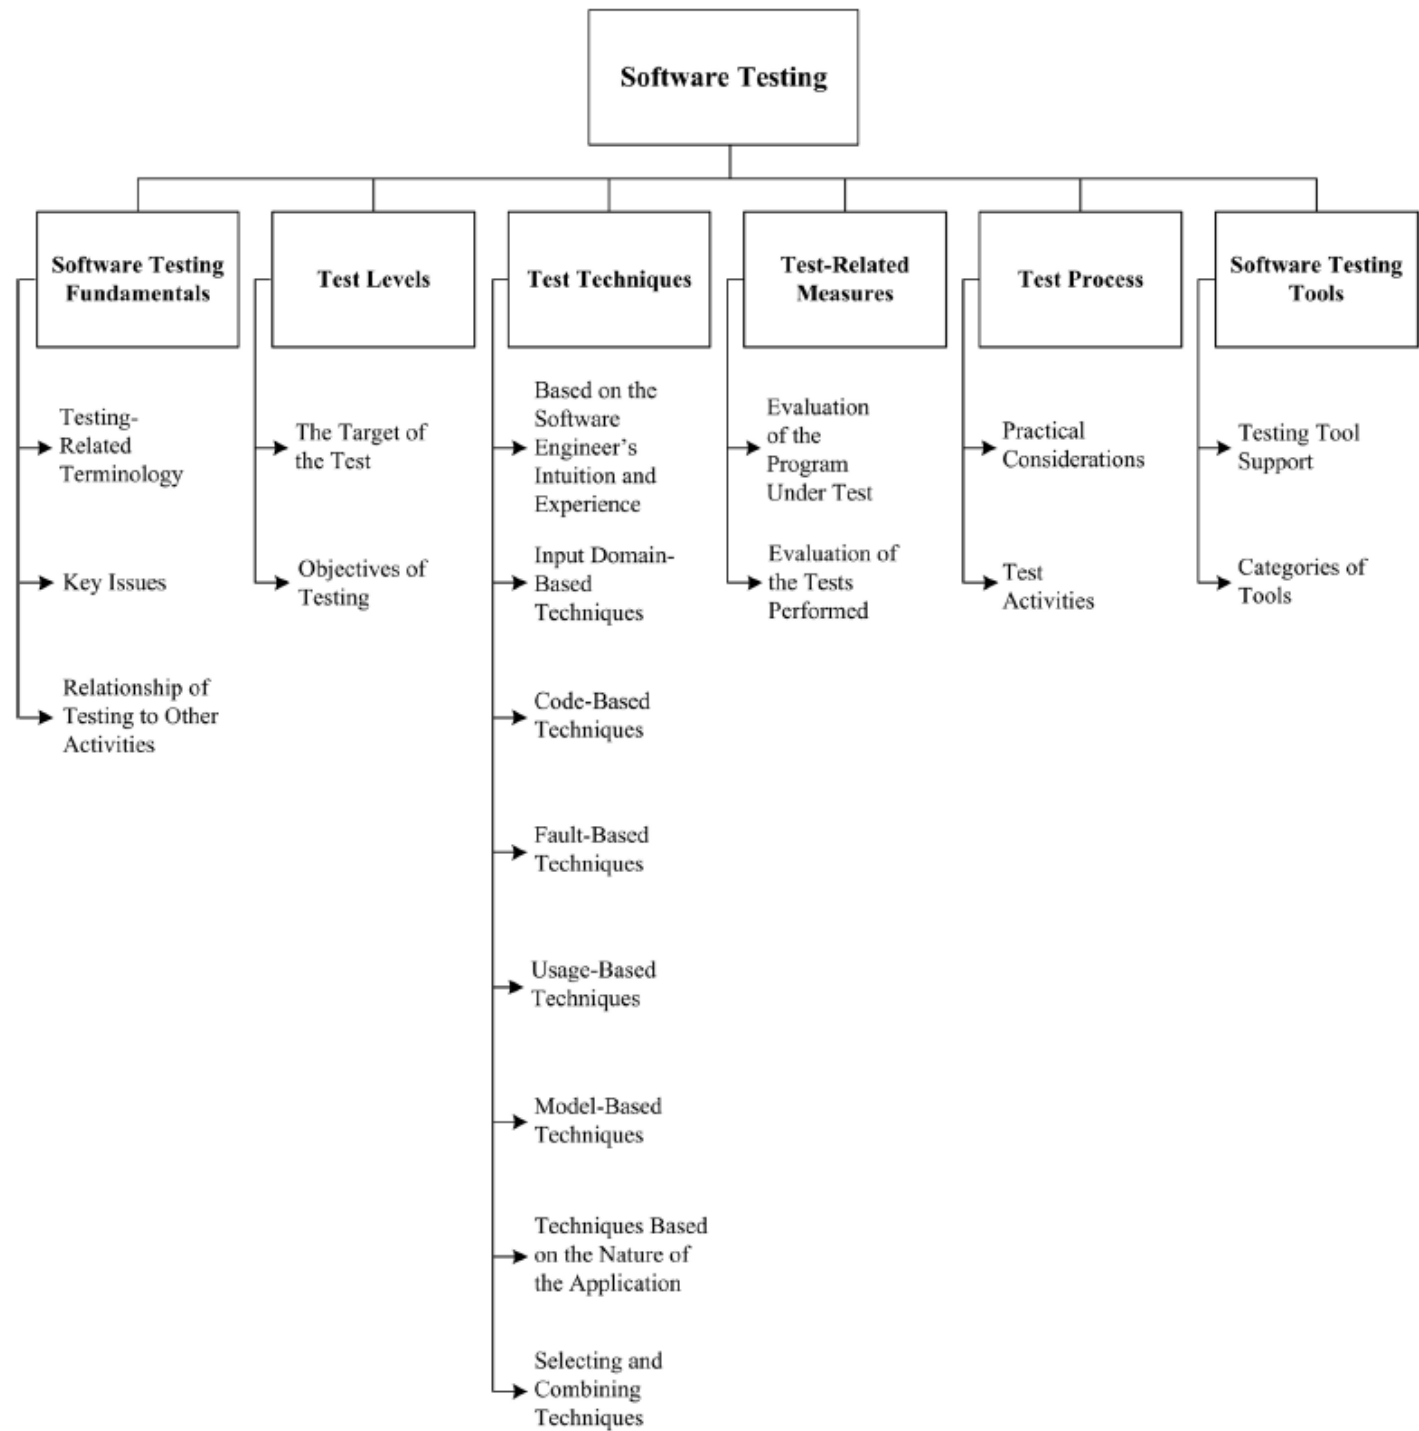 Software Testing
Software Testing
Fundamentals
Testing-
Related
Terminology
Key Issues
Relationship of
Testing to Other
Activities
Test Levels
The Target of
the Test
Objectives of
Testing
Test Techniques
Based on the
Software
Engineer’s
Intuition and
Experience
Input Domain-
Based
Techniques
Code-Based
Techniques
Fault-Based
Techniques
Usage-Based
Techniques
Model-Based
Techniques
Techniques Based
on the Nature of
the Application
Selecting and
Combining
Techniques
Test-Related
Measures
Evaluation
of the
Program
Under Test
Evaluation of
the Tests
Performed
Test Process
Practical
Considerations
Test
Activities
Software Testing
Tools
Testing Tool
Support
Categories of
Tools